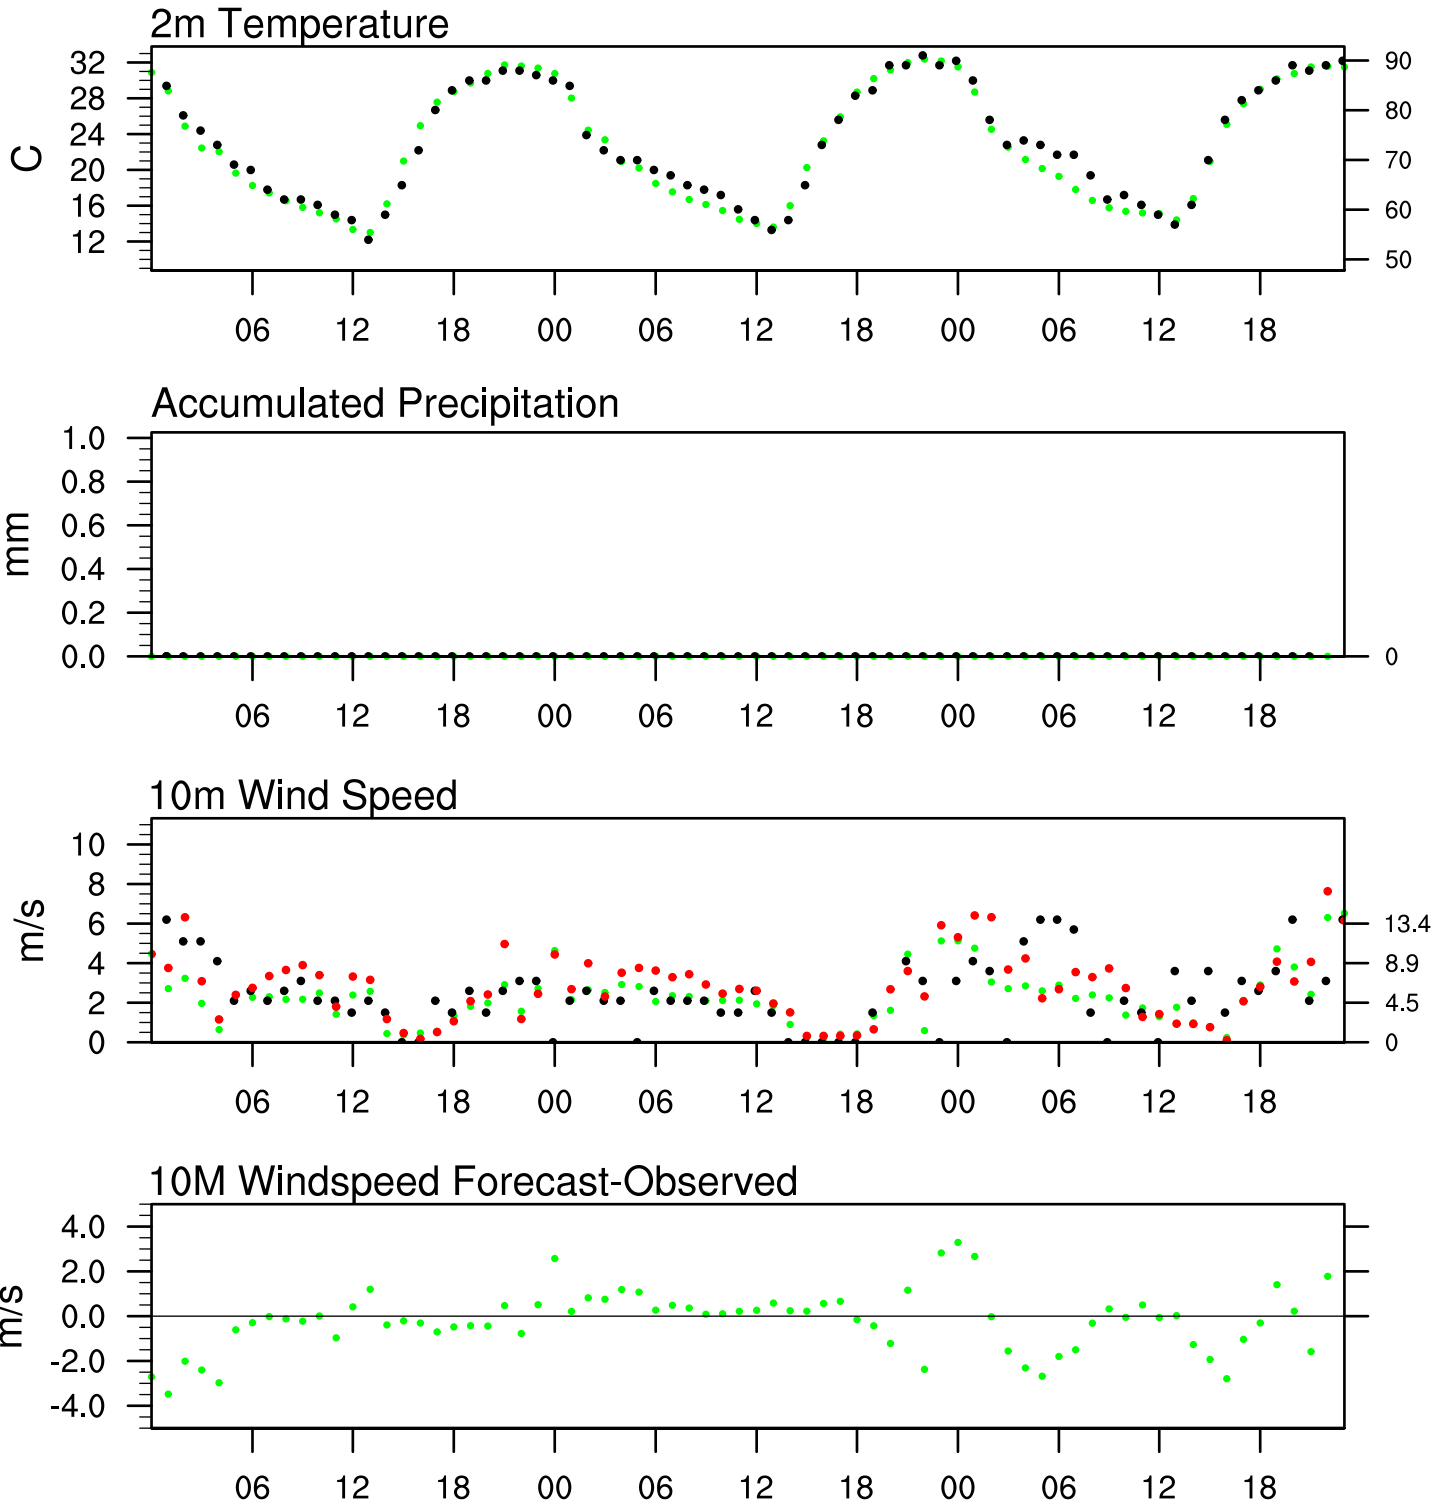 2m Temperature
C
32
28
24
20
16
12
90
80
70
60
50
06 12 18 00 06 12 18 00 06 12 18
Accumulated Precipitation
mm
1.0
0.8
0.6
0.4
0.2
0.0
0
06 12 18 00 06 12 18 00 06 12 18
10m Wind Speed
m/s
10
8
6
4
2
0
13.4
8.9
4.5
0
06 12 18 00 06 12 18 00 06 12 18
10M Windspeed Forecast-Observed
m/s
4.0
2.0
0.0
-2.0
-4.0
06 12 18 00 06 12 18 00 06 12 18